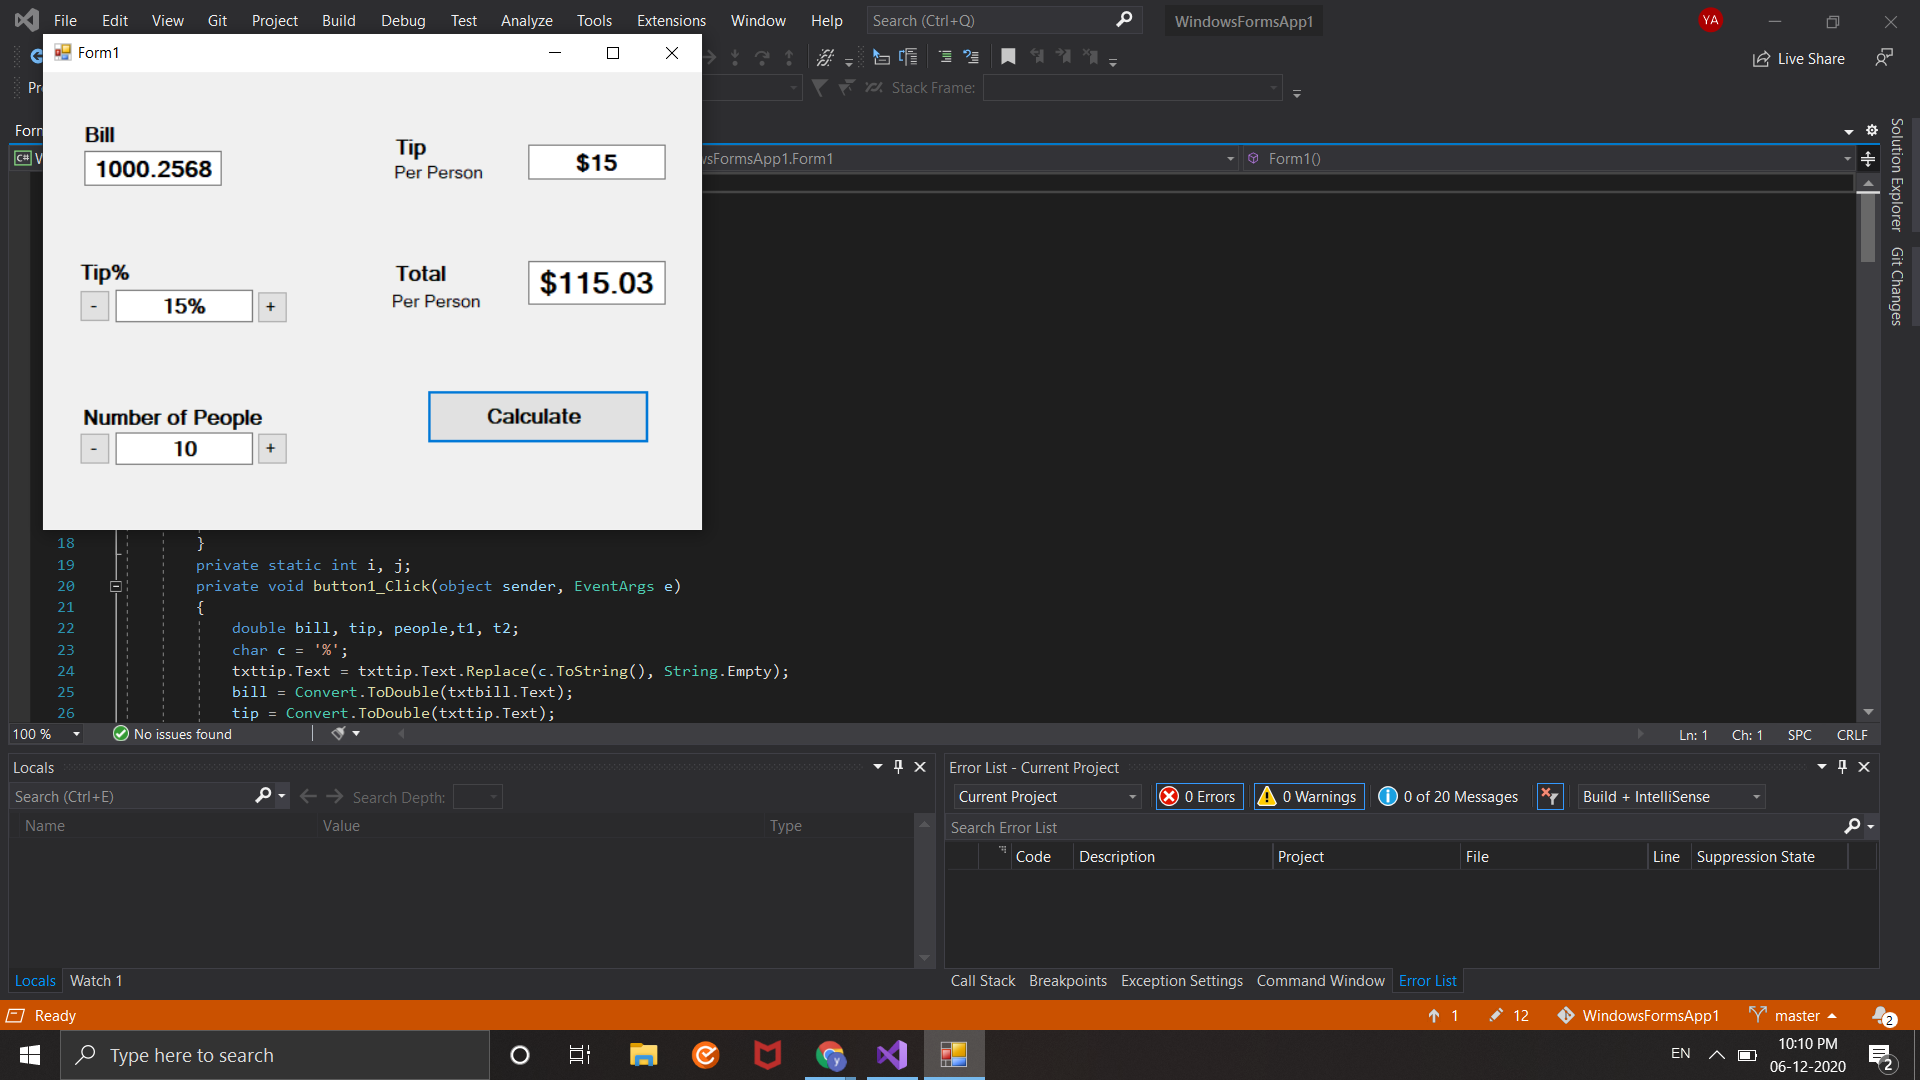 File Edit View Git Project Build Debug Test Analyze Tools Extensions Window Help Search (Ctrl+Q) WindowsFormsApp1 YA
Form1
Live Share
Stack Frame:
WindowsFormsApp1.Form1 Form1()
Bill
1000.2568
Tip
Per Person
$15
Tip%
- 15% +
Total
Per Person
$115.03
Number of People
- 10 +
Calculate
Solution Explorer
Git Changes
18 }
19 private static int i, j;
20 private void button1_Click(object sender, EventArgs e)
21 {
22 double bill, tip, people,t1, t2;
23 char c = '%';
24 txttip.Text = txttip.Text.Replace(c.ToString(), String.Empty);
25 bill = Convert.ToDouble(txtbill.Text);
26 tip = Convert.ToDouble(txttip.Text);
100 % No issues found Ln: 1 Ch: 1 SPC CRLF
Locals
Search (Ctrl+E) Search Depth:
Name Value Type
Locals Watch 1
Error List - Current Project
Current Project 0 Errors 0 Warnings 0 of 20 Messages Build + IntelliSense
Search Error List
Code Description Project File Line Suppression State
Call Stack Breakpoints Exception Settings Command Window Error List
Ready 1 12 WindowsFormsApp1 master 2
Type here to search
EN 10:10 PM
06-12-2020
2